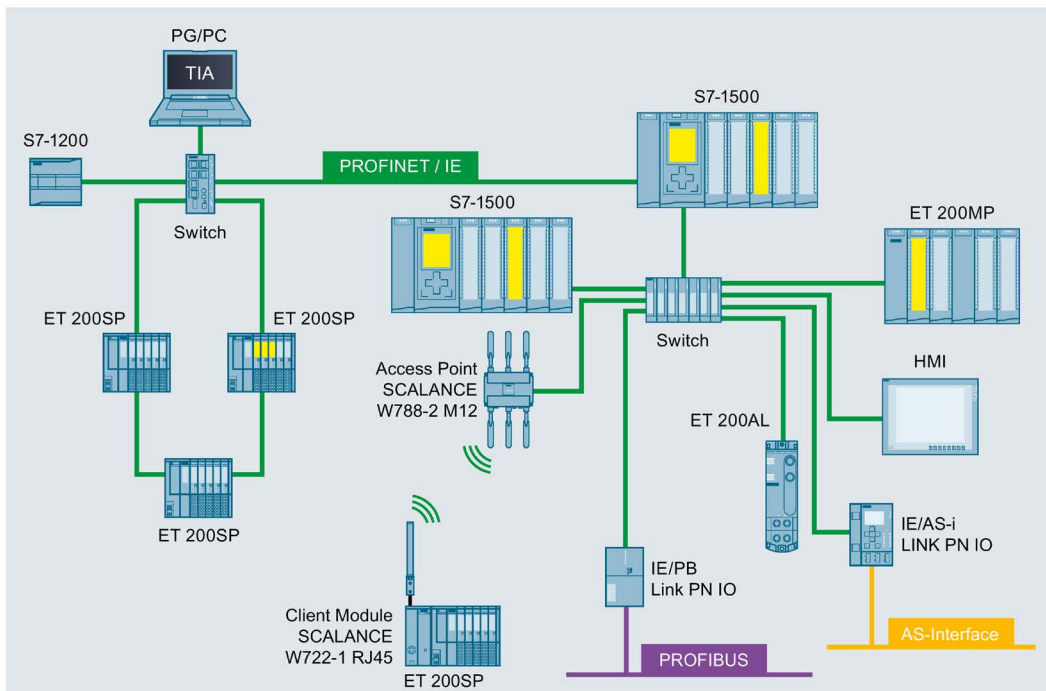 PG/PC
TIA
S7-1200
Switch
PROFINET / IE
S7-1500
S7-1500
ET 200MP
ET 200SP
ET 200SP
ET 200SP
Switch
Access Point
SCALANCE
W788-2 M12
HMI
ET 200AL
IE/AS-i
LINK PN IO
IE/PB
Link PN IO
Client Module
SCALANCE
W722-1 RJ45
ET 200SP
PROFIBUS
AS-Interface